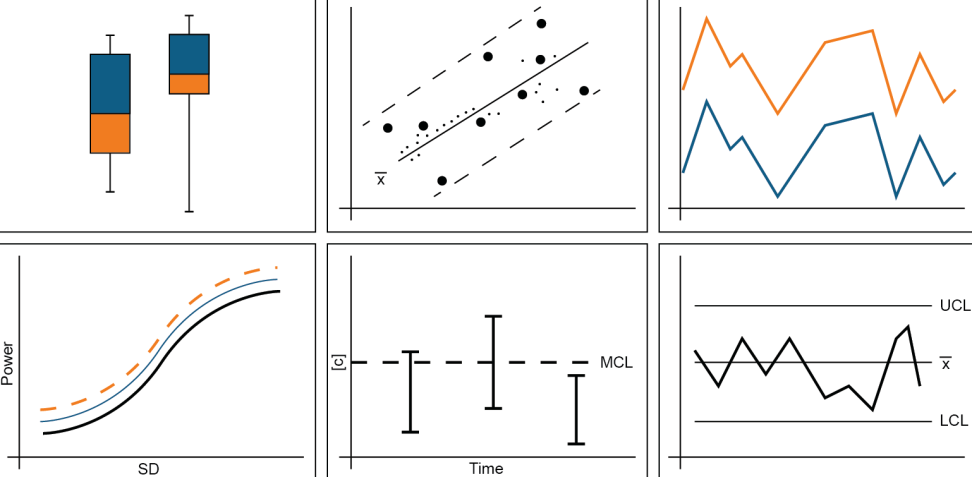 x̅
Power
SD
[c]
MCL
Time
UCL
x̅
LCL